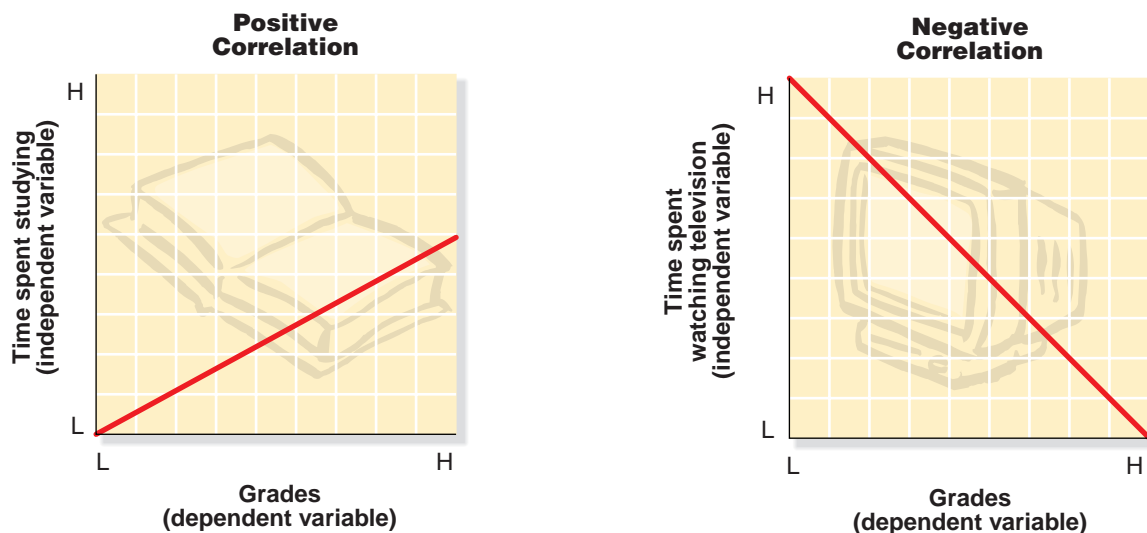 Positive
Correlation
H
Time spent studying
(independent variable)
L
L
H
Grades
(dependent variable)
Negative
Correlation
H
Time spent
watching television
(independent variable)
L
L
H
Grades
(dependent variable)